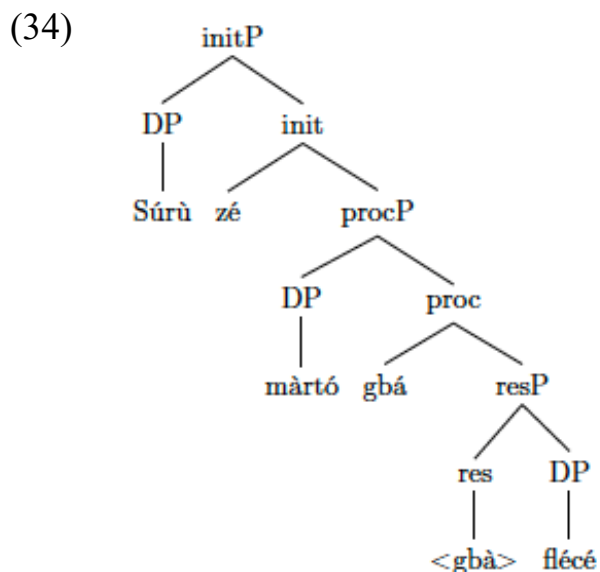 (34)
initP
DP init
Súrù zé procP
DP proc
màrtó gbá resP
res DP
<gbà> flécé